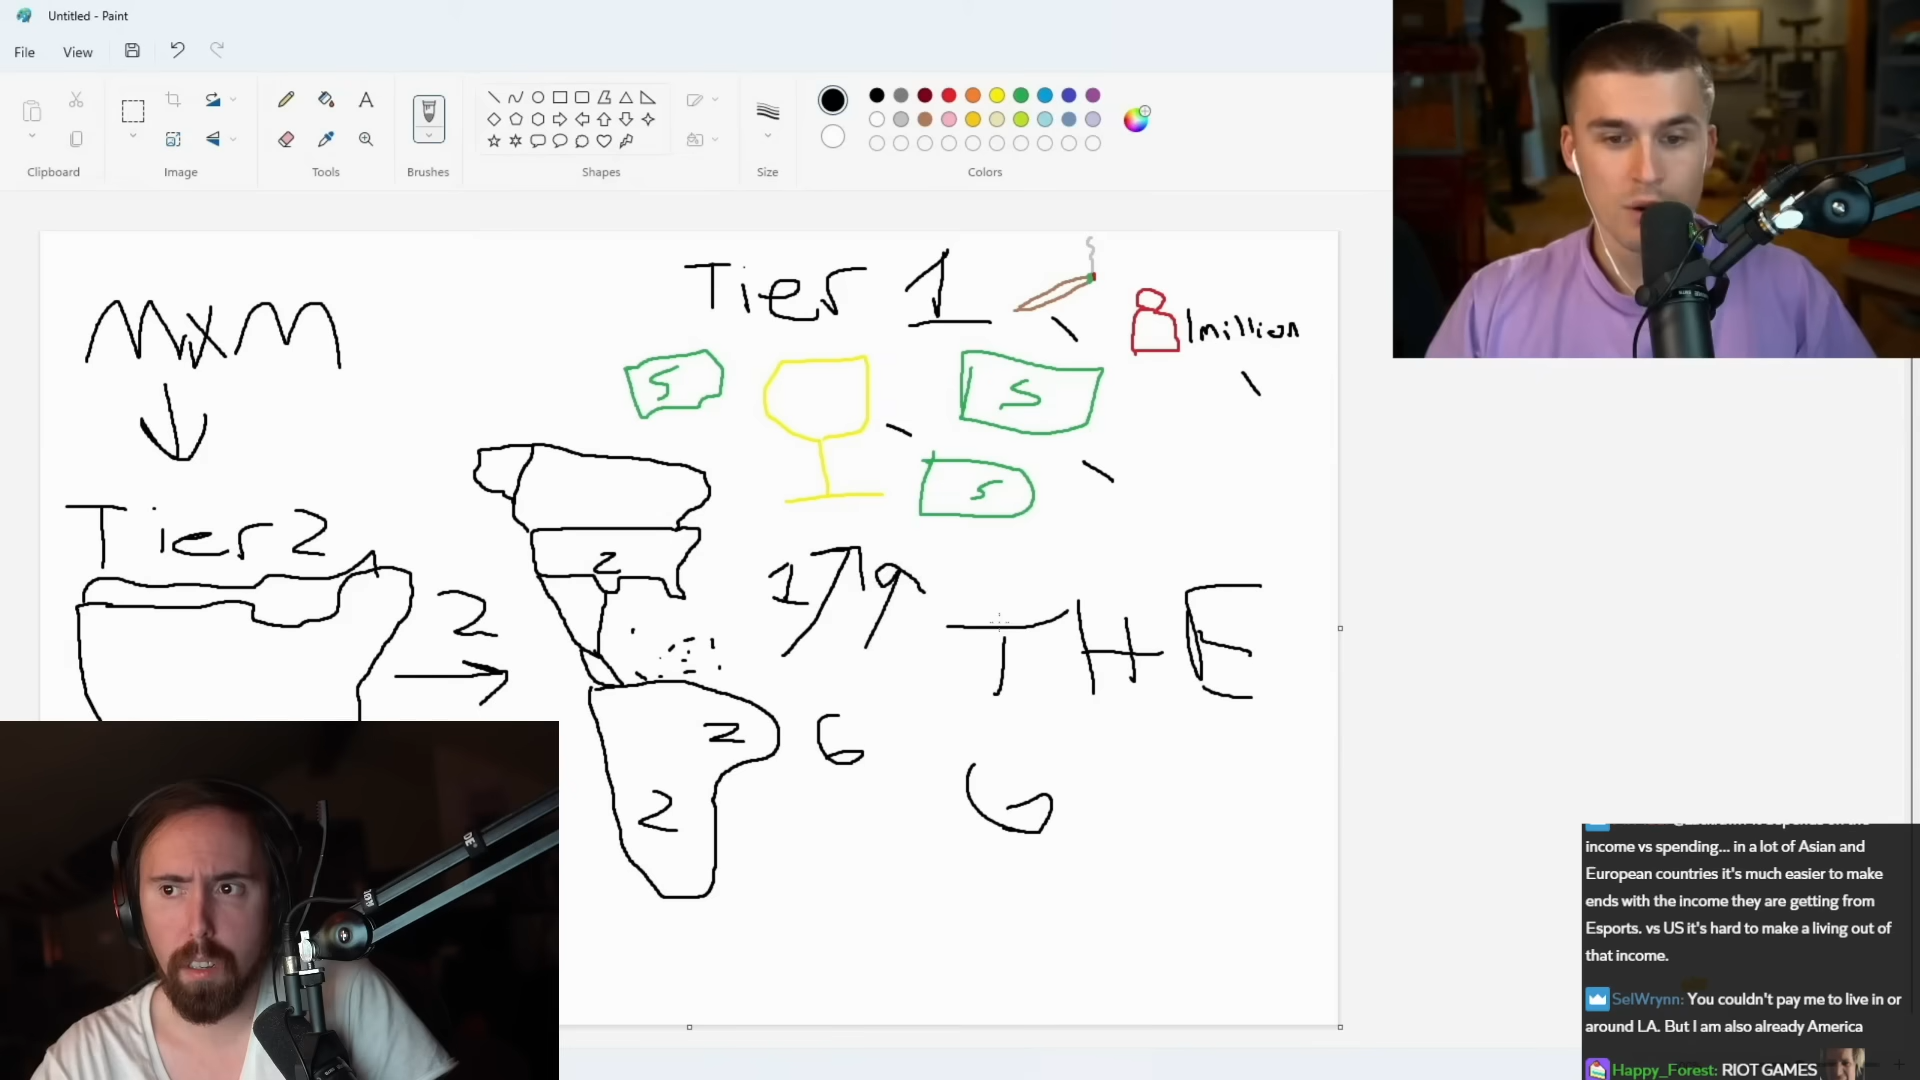 Untitled - Paint
File View
Clipboard Image Tools Brushes Shapes Size Colors
Tier 1
MXM
1million
S S
S
Tier 2
2
2
1
THE
2
6
2
income vs spending... in a lot of Asian and
European countries it's much easier to make
ends with the income they are getting from
Esports. vs US it's hard to make a living out of
that income.
SelWrynn: You couldn't pay me to live in or
around LA. But I am also already America
Happy_Forest: RIOT GAMES